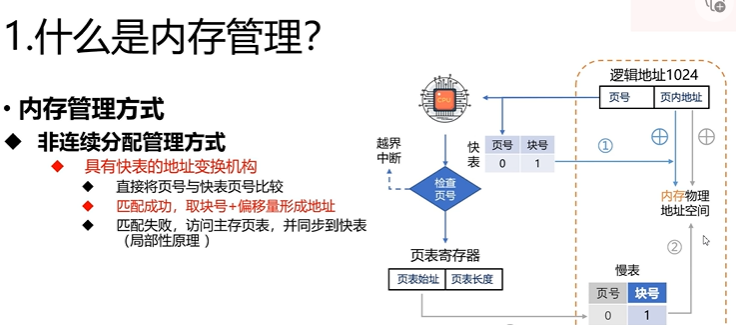 1.什么是内存管理?
• 内存管理方式
◆ 非连续分配管理方式
◆ 具有快表的地址变换机构
◆ 直接将页号与快表页号比较
◆ 匹配成功，取块号+偏移量形成地址
◆ 匹配失败，访问主存页表，并同步到快表
（局部性原理）
逻辑地址1024
页号 页内地址
CPU
越界
中断
快
表
页号 块号
0 1
①
检查
页号
内存物理
地址空间
②
页表寄存器
页表始址 页表长度
慢表
页号 块号
0 1